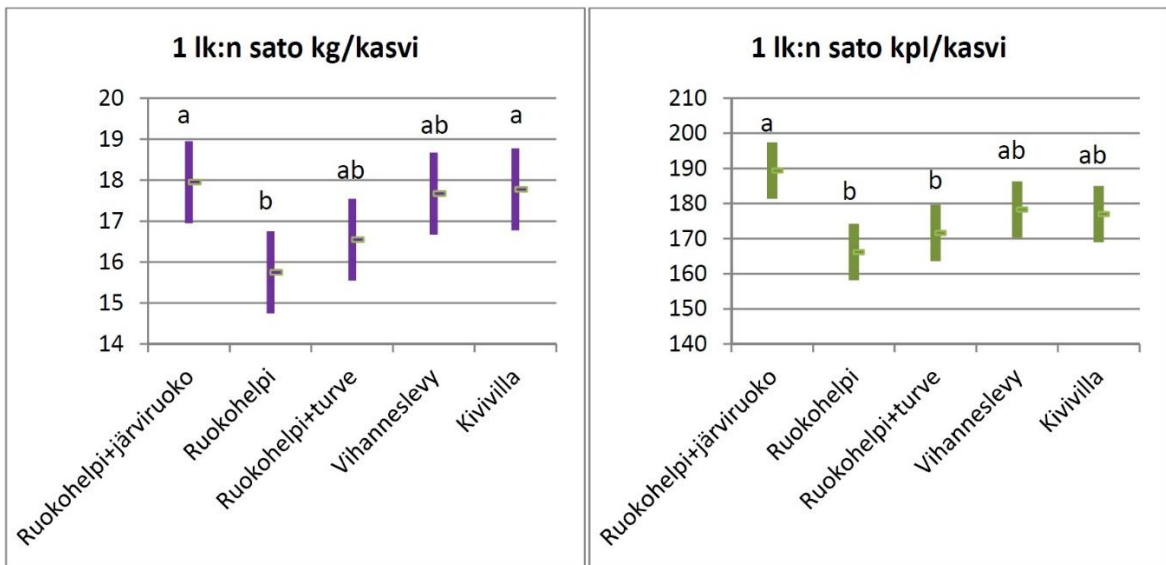 1 lk:n sato kg/kasvi
20
19
18
17
16
15
14
a
b
ab
ab
a
Ruokohelpi+järviruoko
Ruokohelpi
Ruokohelpi+turve
Vihanneslevy
Kivivilla
1 lk:n sato kpl/kasvi
210
200
190
180
170
160
150
140
a
b
b
ab
ab
Ruokohelpi+järviruoko
Ruokohelpi
Ruokohelpi+turve
Vihanneslevy
Kivivilla